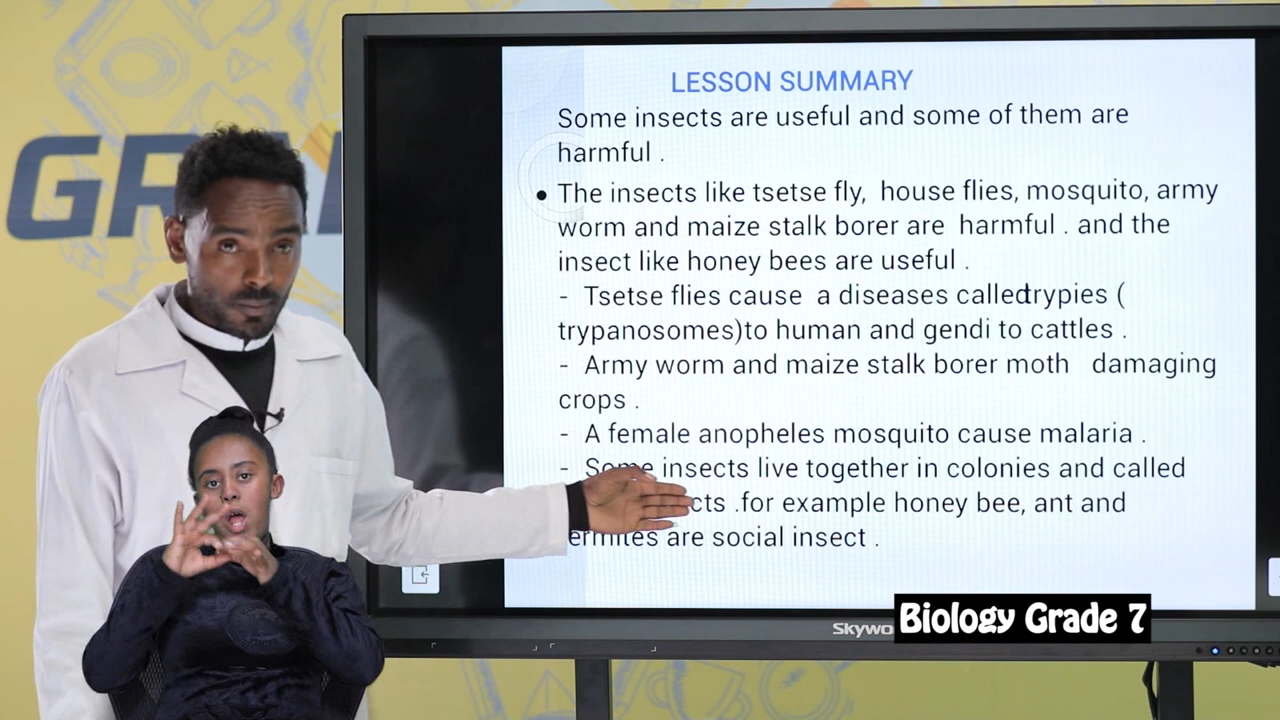 LESSON SUMMARY
Some insects are useful and some of them are
harmful .
• The insects like tsetse fly, house flies, mosquito, army
worm and maize stalk borer are harmful . and the
insect like honey bees are useful .
- Tsetse flies cause a diseases calledtrypies (
trypanosomes)to human and gendi to cattles .
- Army worm and maize stalk borer moth damaging
crops .
- A female anopheles mosquito cause malaria .
- Some insects live together in colonies and called
.for example honey bee, ant and
are social insect .
Biology Grade 7